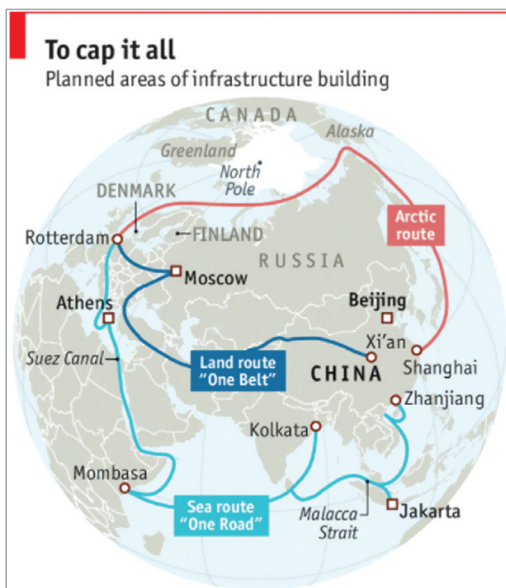 To cap it all
Planned areas of infrastructure building
CANADA
Alaska
Greenland
North
Pole
DENMARK
Arctic
route
Rotterdam
FINLAND
RUSSIA
Moscow
Athens
Beijing
Xi'an
Suez Canal
Land route
"One Belt"
CHINA
Shanghai
Zhanjiang
Kolkata
Mombasa
Sea route
"One Road"
Malacca
Strait
Jakarta